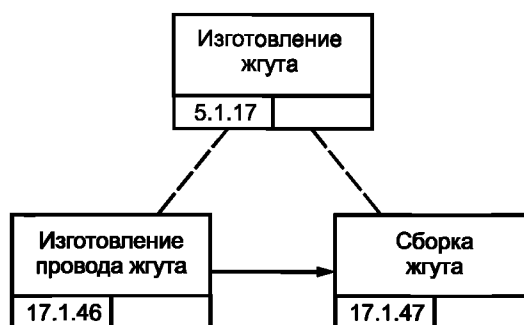 Изготовление
жгута
5.1.17
Изготовление
провода жгута
17.1.46
Сборка
жгута
17.1.47